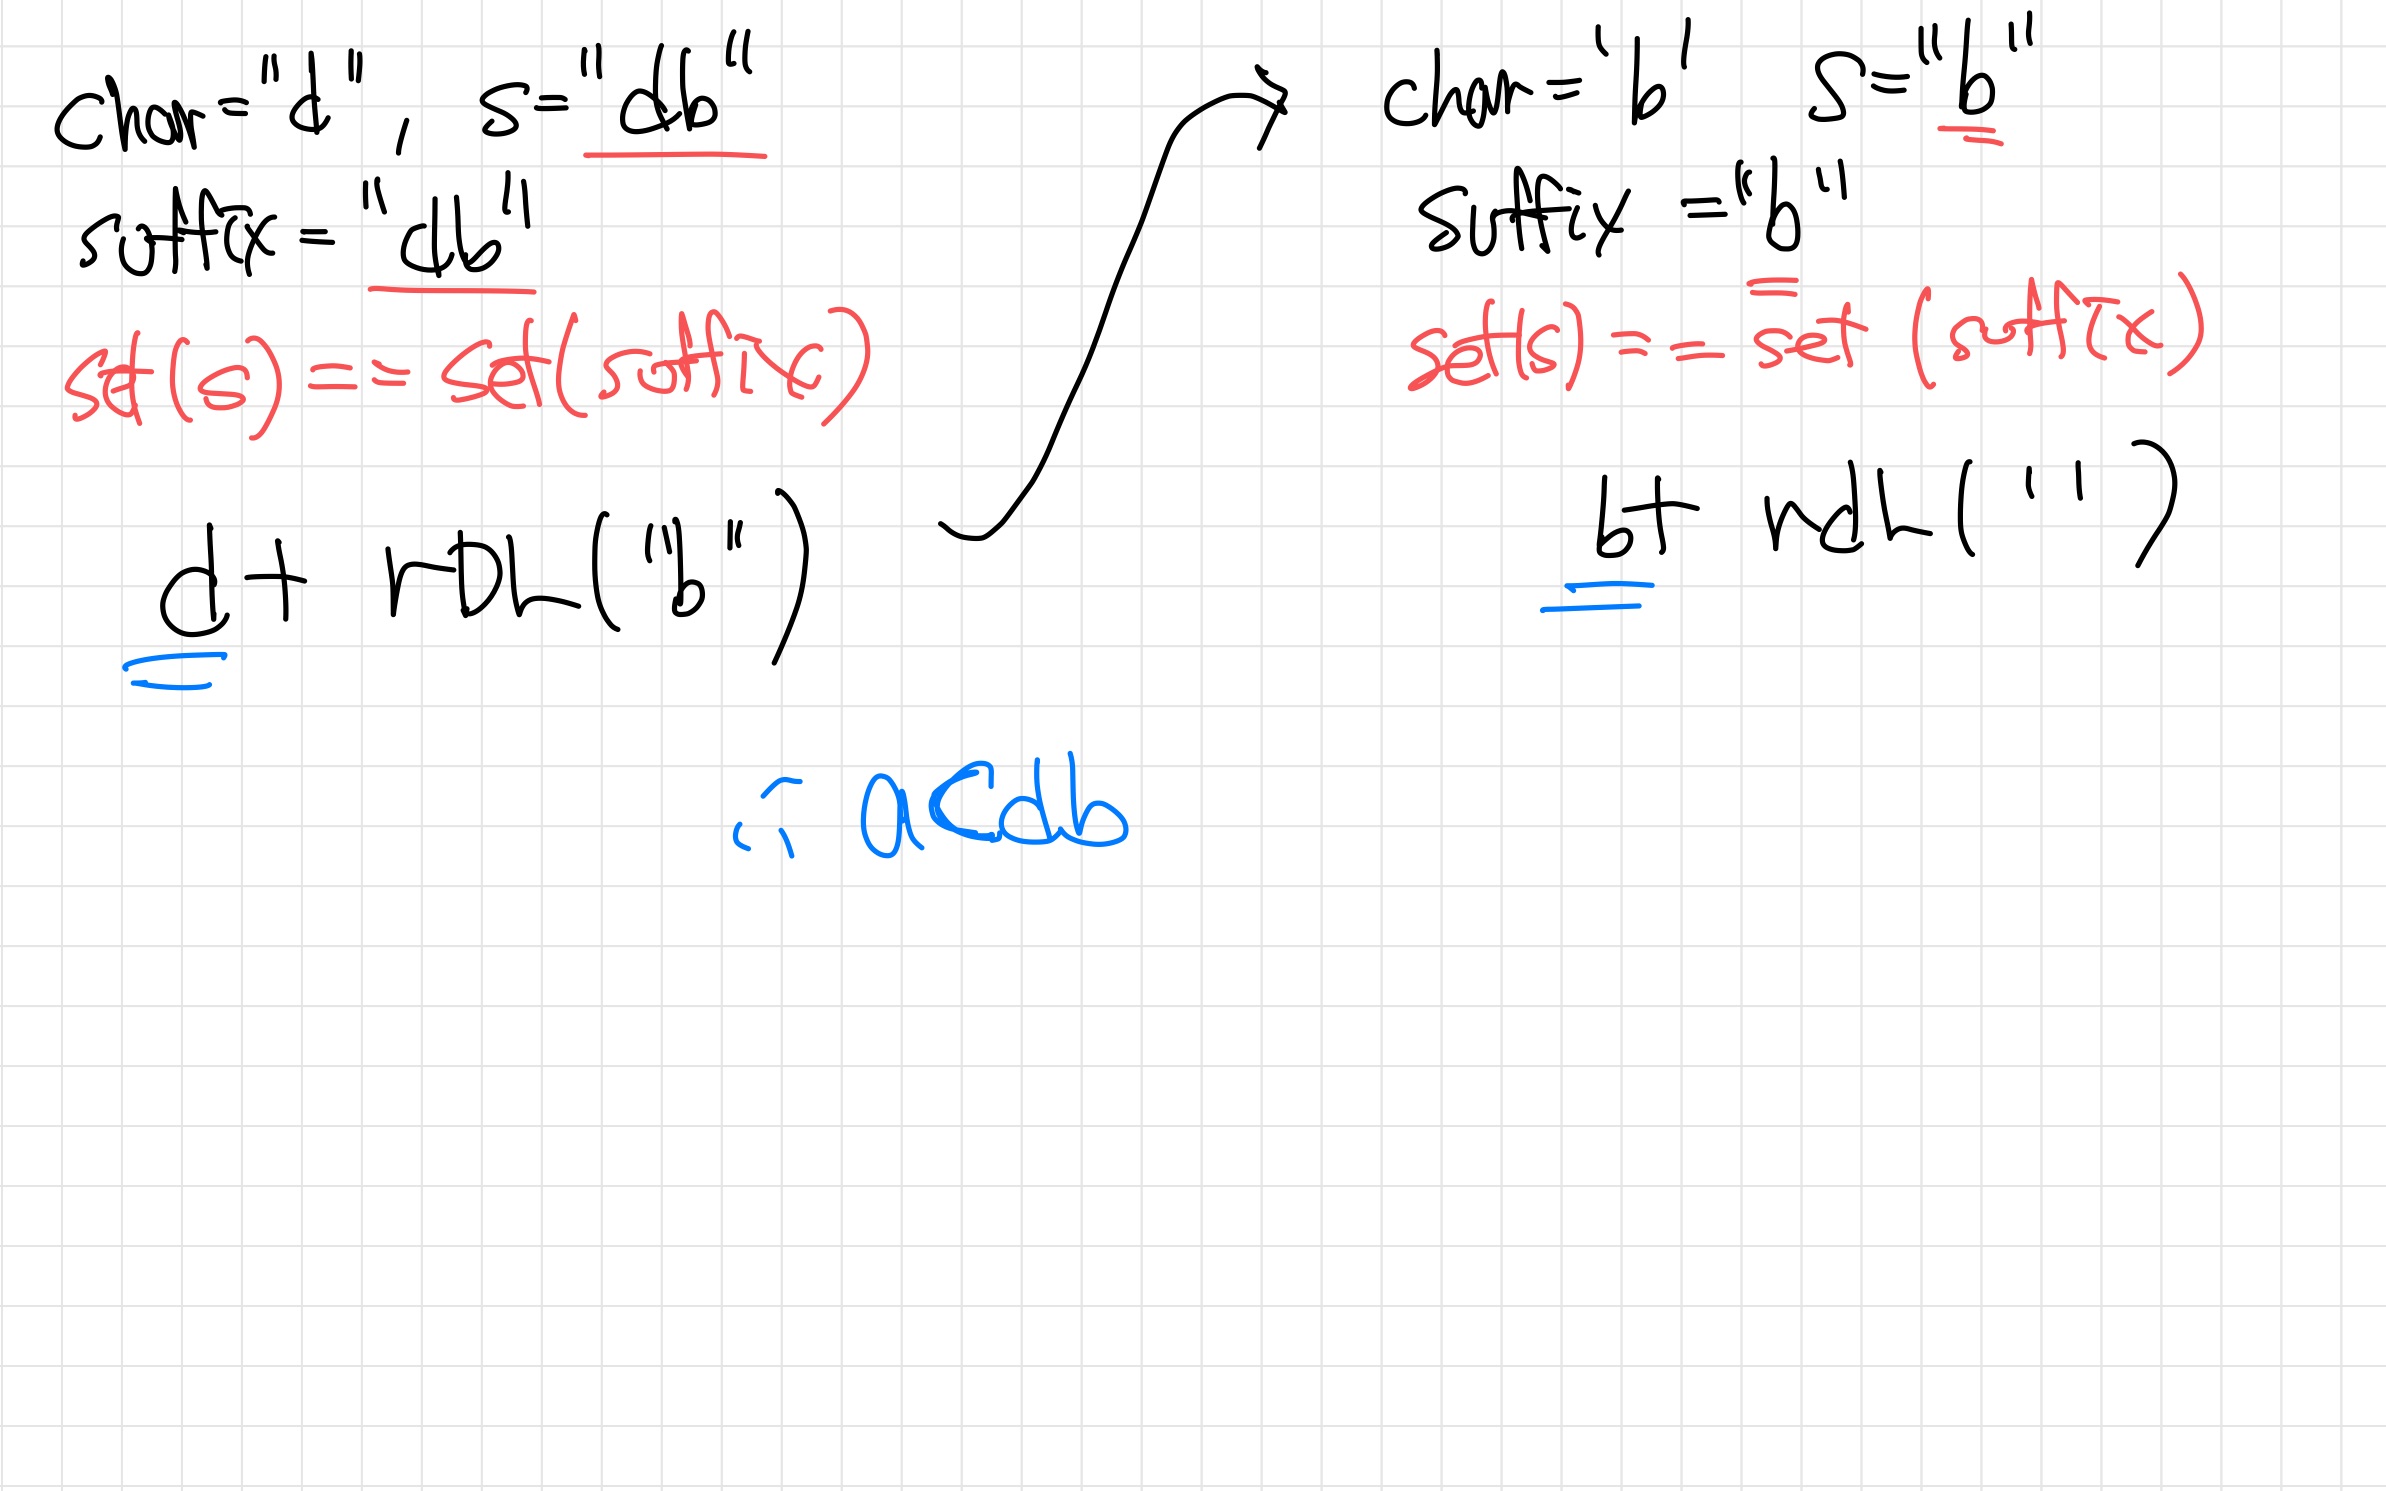 char="d", s="db"
suffix="db"
set(s) == set(suffix)
d+ rDL("b")
char='b' s="b"
suffix="b"
set(s) == set(suffix)
b+ rdL("")
∴ acdb